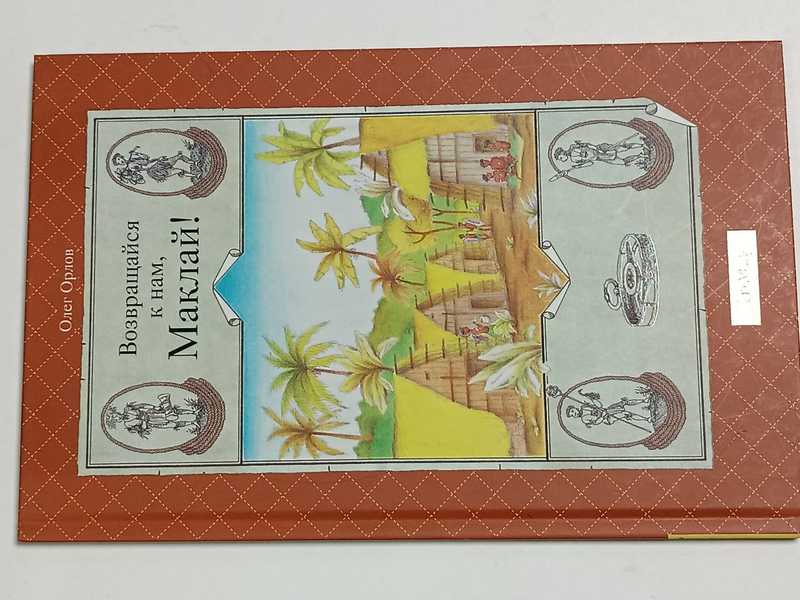 Олег Орлов
Возвращайся
к нам,
Маклай!